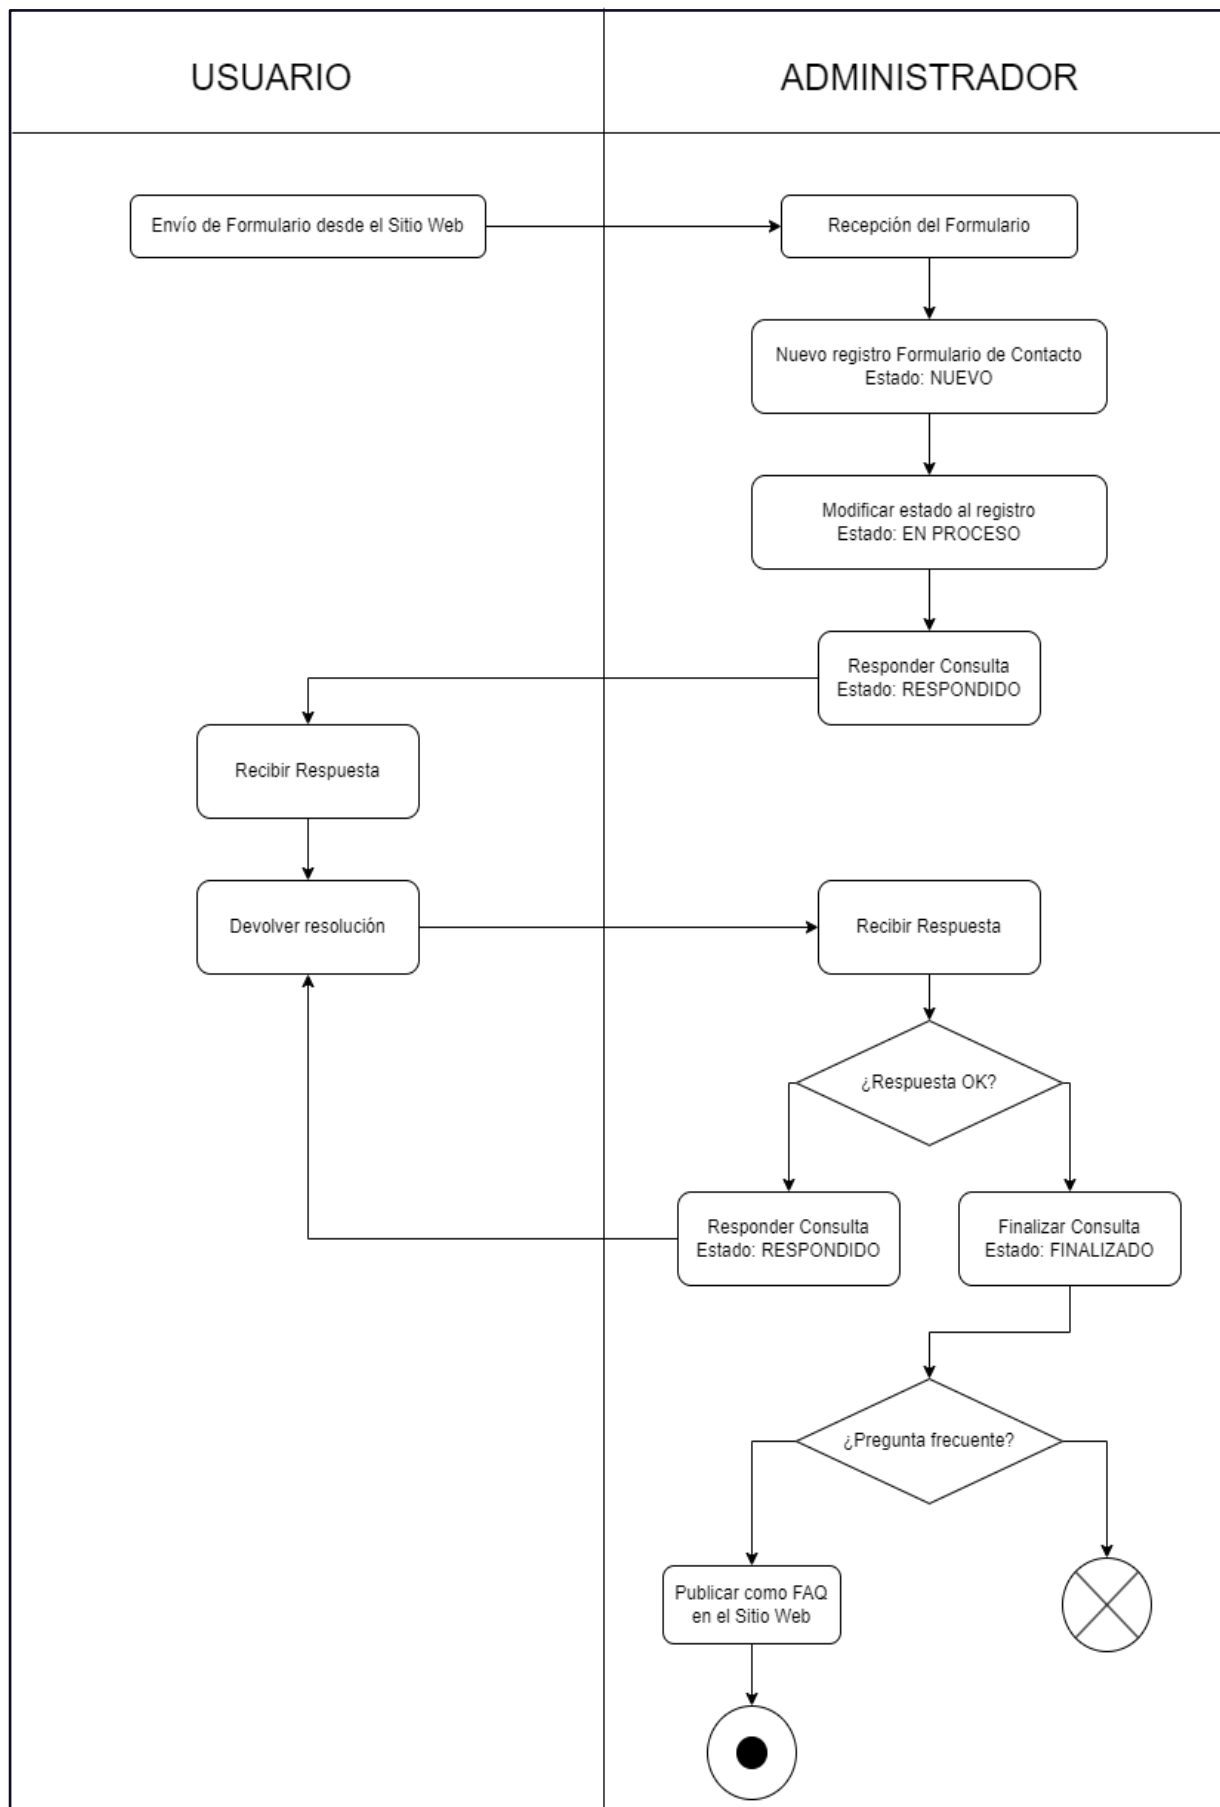 USUARIO
ADMINISTRADOR
Envío de Formulario desde el Sitio Web
Recepción del Formulario
Nuevo registro Formulario de Contacto
Estado: NUEVO
Modificar estado al registro
Estado: EN PROCESO
Responder Consulta
Estado: RESPONDIDO
Recibir Respuesta
Devolver resolución
Recibir Respuesta
¿Respuesta OK?
Responder Consulta
Estado: RESPONDIDO
Finalizar Consulta
Estado: FINALIZADO
¿Pregunta frecuente?
Publicar como FAQ
en el Sitio Web